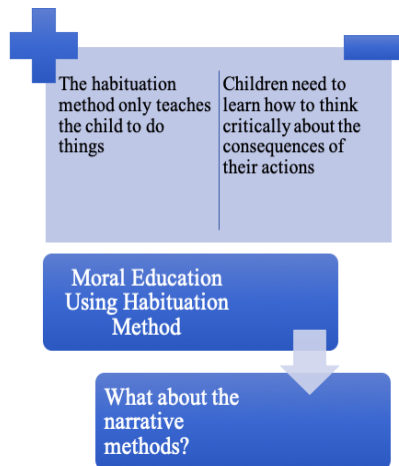 The habituation
method only teaches
the child to do
things
Children need to
learn how to think
critically about the
consequences of
their actions
Moral Education
Using Habituation
Method
What about the
narrative
methods?